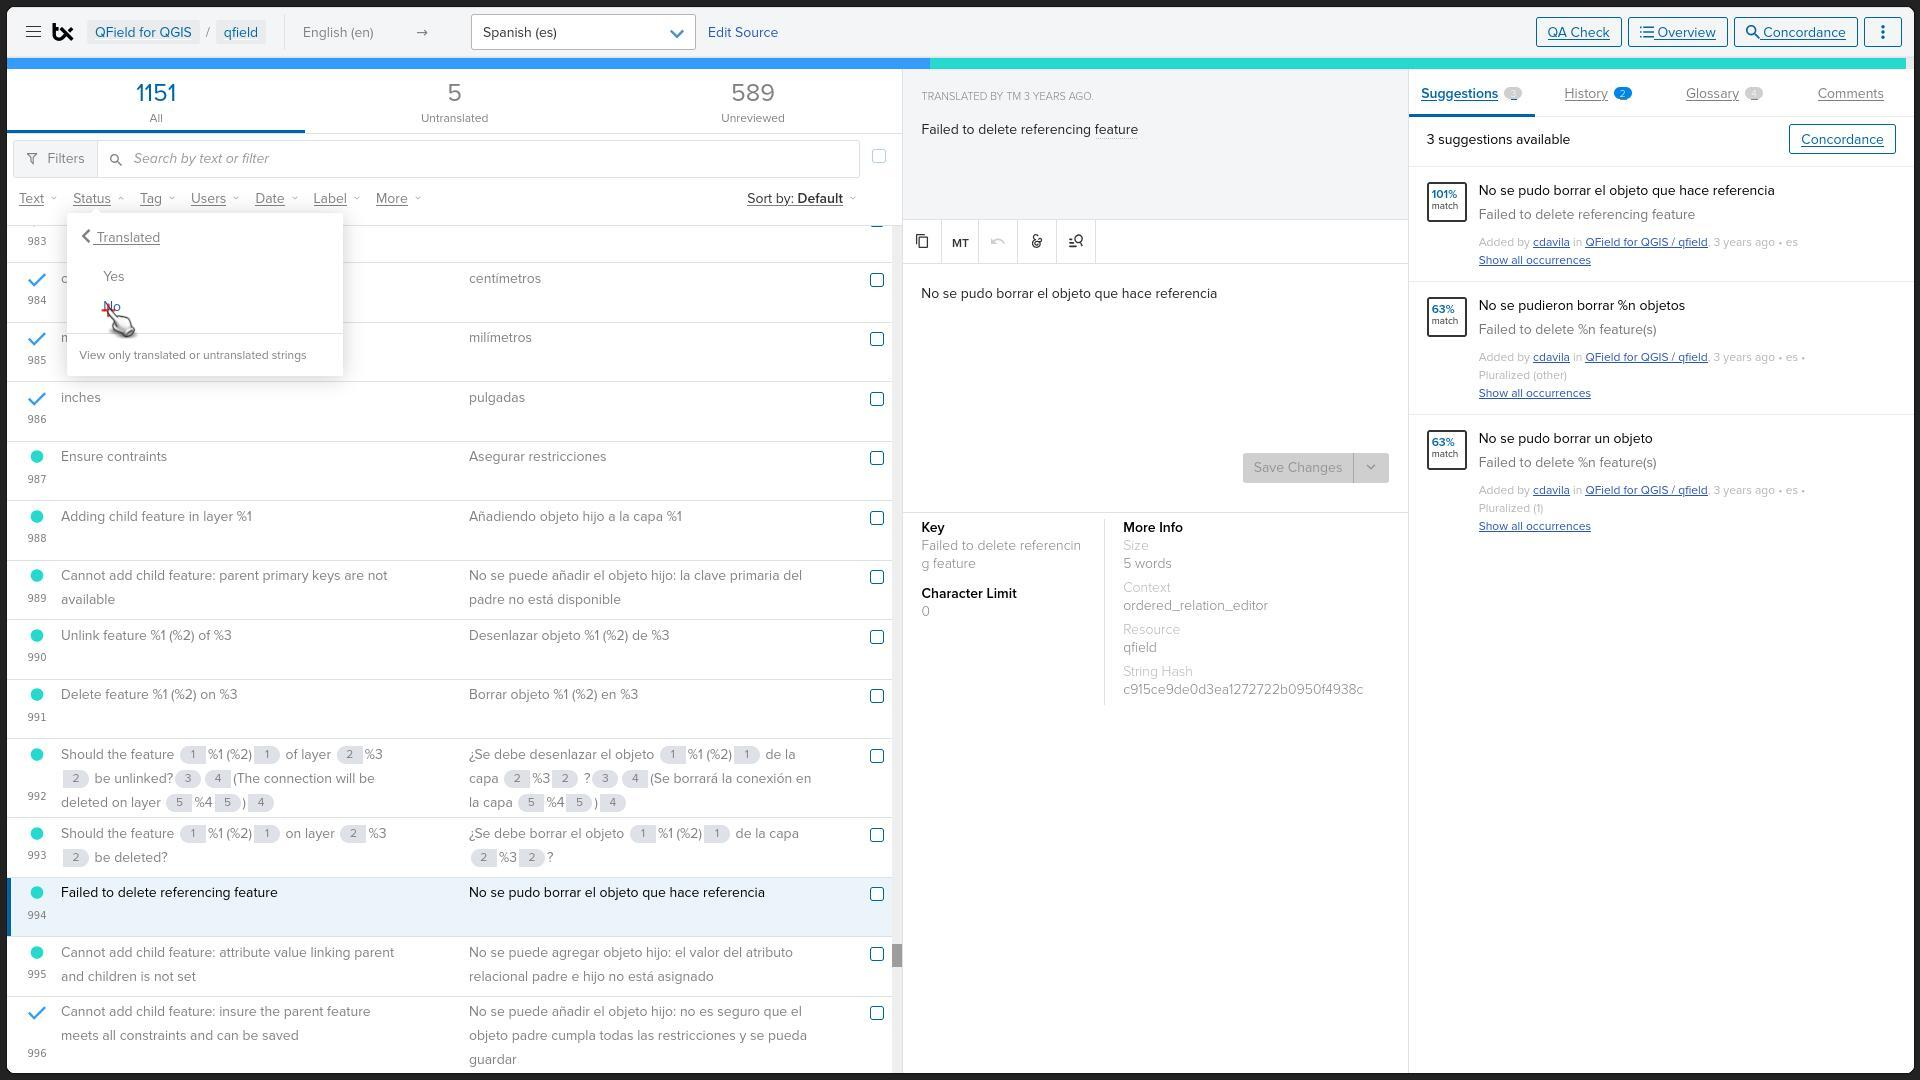 tx QField for QGIS / qfield English (en) → Spanish (es) Edit Source QA Check Overview Concordance
1151 5 589
All Untranslated Unreviewed
Filters Search by text or filter
Text Status Tag Users Date Label More Sort by: Default
Translated
Yes
No
View only translated or untranslated strings
983
984 centímetros
985 milímetros
986 inches pulgadas
987 Ensure contraints Asegurar restricciones
988 Adding child feature in layer %1 Añadiendo objeto hijo a la capa %1
Cannot add child feature: parent primary keys are not No se puede añadir el objeto hijo: la clave primaria del
989 available padre no está disponible
990 Unlink feature %1 (%2) of %3 Desenlazar objeto %1 (%2) de %3
991 Delete feature %1 (%2) on %3 Borrar objeto %1 (%2) en %3
Should the feature 1 %1 (%2) 1 of layer 2 %3 ¿Se debe desenlazar el objeto 1 %1 (%2) 1 de la
2 be unlinked? 3 4 (The connection will be capa 2 %3 2 ? 3 4 (Se borrará la conexión en
992 deleted on layer 5 %4 5 ) 4 la capa 5 %4 5 ) 4
Should the feature 1 %1 (%2) 1 on layer 2 %3 ¿Se debe borrar el objeto 1 %1 (%2) 1 de la capa
993 2 be deleted? 2 %3 2 ?
994 Failed to delete referencing feature No se pudo borrar el objeto que hace referencia
Cannot add child feature: attribute value linking parent No se puede agregar objeto hijo: el valor del atributo
995 and children is not set relacional padre e hijo no está asignado
Cannot add child feature: insure the parent feature No se puede añadir el objeto hijo: no es seguro que el
meets all constraints and can be saved objeto padre cumpla todas las restricciones y se pueda
996 guardar
TRANSLATED BY TM 3 YEARS AGO.
Failed to delete referencing feature
MT
No se pudo borrar el objeto que hace referencia
Save Changes
Key
Failed to delete referencin
g feature
Character Limit
0
More Info
Size
5 words
Context
ordered_relation_editor
Resource
qfield
String Hash
c915ce9de0d3ea1272722b0950f4938c
Suggestions 3 History 2 Glossary 4 Comments
3 suggestions available Concordance
101% match
No se pudo borrar el objeto que hace referencia
Failed to delete referencing feature
Added by cdavila in QField for QGIS / qfield, 3 years ago • es
Show all occurrences
63% match
No se pudieron borrar %n objetos
Failed to delete %n feature(s)
Added by cdavila in QField for QGIS / qfield, 3 years ago • es •
Pluralized (other)
Show all occurrences
63% match
No se pudo borrar un objeto
Failed to delete %n feature(s)
Added by cdavila in QField for QGIS / qfield, 3 years ago • es •
Pluralized (1)
Show all occurrences